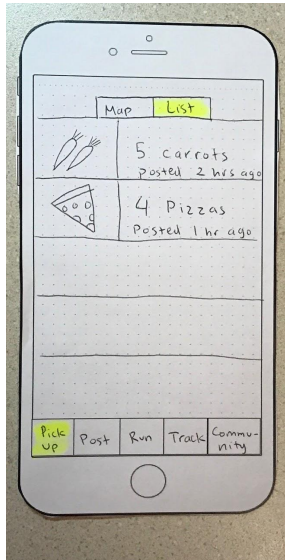 Map List
5 carrots
posted 2 hrs ago
4 Pizzas
Posted 1 hr ago
Pick Post Run Track Commu-
up nity